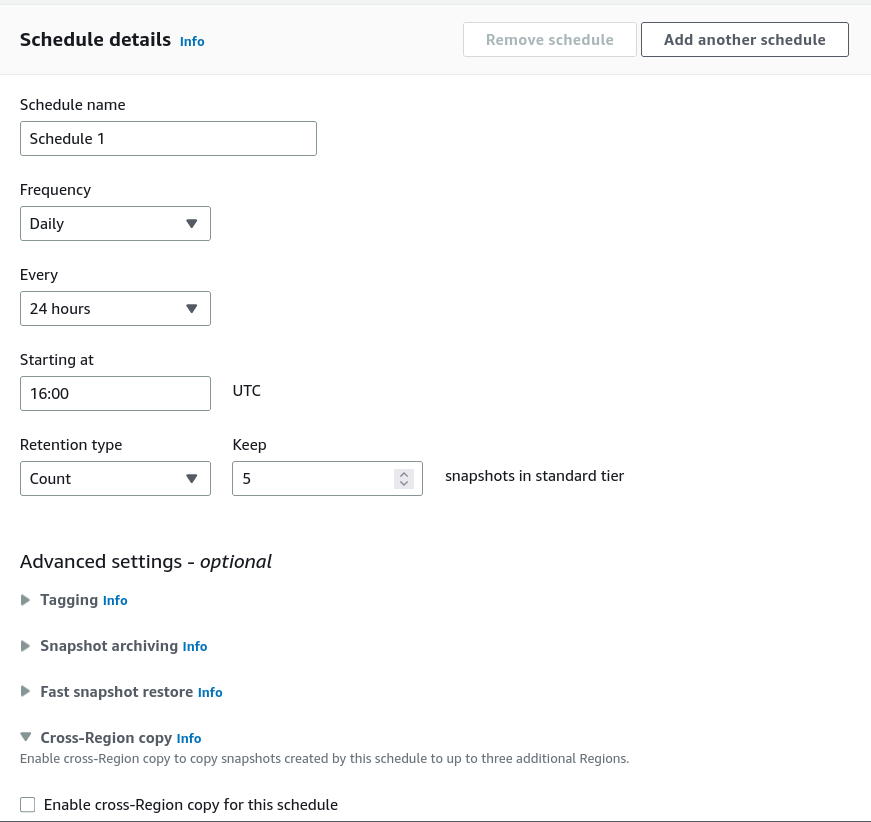 Schedule details Info
Remove schedule
Add another schedule
Schedule name
Schedule 1
Frequency
Daily
Every
24 hours
Starting at
16:00
UTC
Retention type
Keep
Count
5
snapshots in standard tier
Advanced settings - optional
Tagging Info
Snapshot archiving Info
Fast snapshot restore Info
Cross-Region copy Info
Enable cross-Region copy to copy snapshots created by this schedule to up to three additional Regions.
Enable cross-Region copy for this schedule